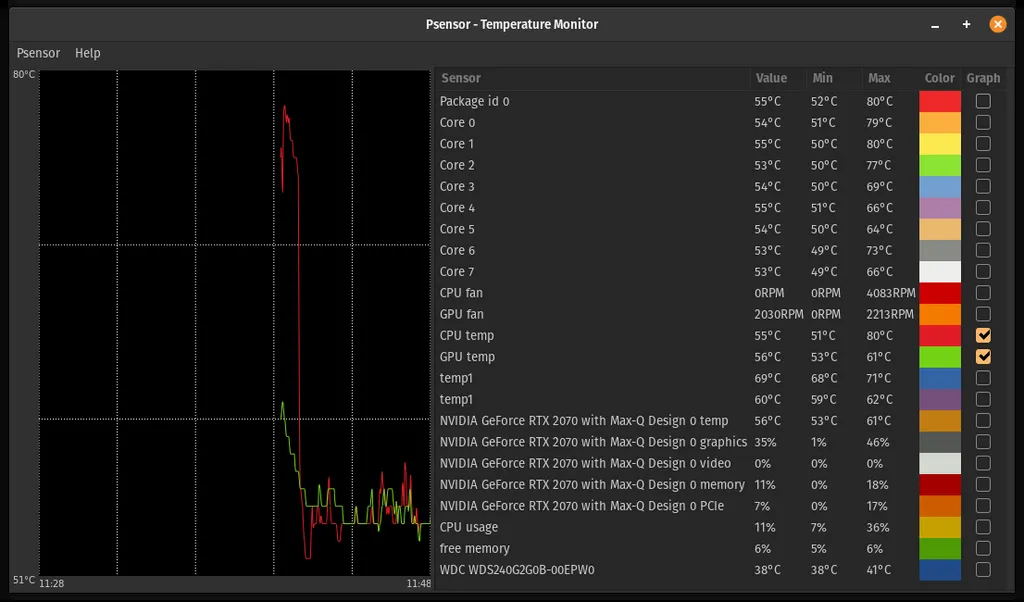 Psensor - Temperature Monitor
Psensor Help
80°C
51°C
11:28 11:48
Sensor Value Min Max Color Graph
Package id 0 55°C 52°C 80°C
Core 0 54°C 51°C 79°C
Core 1 55°C 50°C 80°C
Core 2 53°C 50°C 77°C
Core 3 54°C 50°C 69°C
Core 4 55°C 51°C 66°C
Core 5 54°C 50°C 64°C
Core 6 53°C 49°C 73°C
Core 7 53°C 49°C 66°C
CPU fan 0RPM 0RPM 4083RPM
GPU fan 2030RPM 0RPM 2213RPM
CPU temp 55°C 51°C 80°C
GPU temp 56°C 53°C 61°C
temp1 69°C 68°C 71°C
temp1 60°C 59°C 62°C
NVIDIA GeForce RTX 2070 with Max-Q Design 0 temp 56°C 53°C 61°C
NVIDIA GeForce RTX 2070 with Max-Q Design 0 graphics 35% 1% 46%
NVIDIA GeForce RTX 2070 with Max-Q Design 0 video 0% 0% 0%
NVIDIA GeForce RTX 2070 with Max-Q Design 0 memory 11% 0% 18%
NVIDIA GeForce RTX 2070 with Max-Q Design 0 PCIe 7% 0% 17%
CPU usage 11% 7% 36%
free memory 6% 5% 6%
WDC WDS240G2G0B-00EPW0 38°C 38°C 41°C